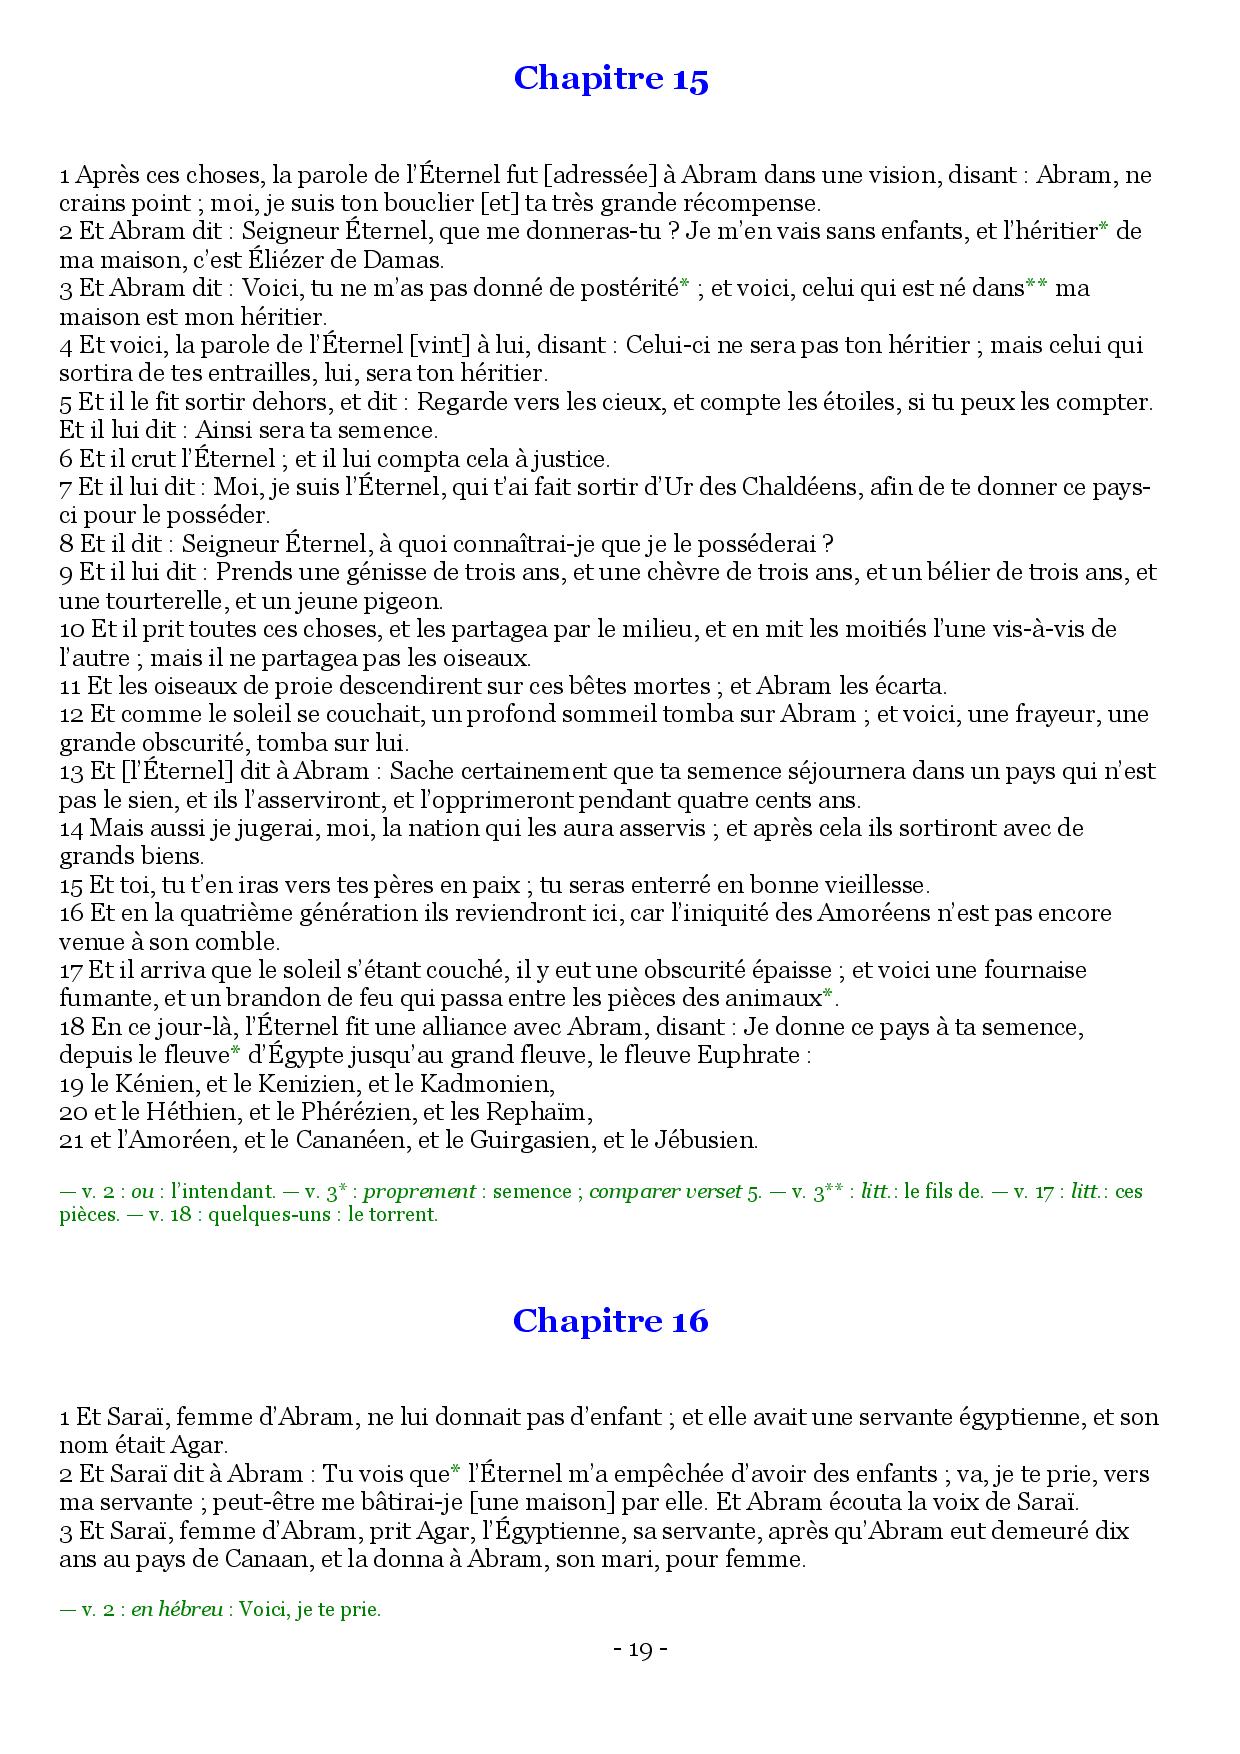 Chapitre 15
1 Après ces choses, la parole de l’Éternel fut [adressée] à Abram dans une vision, disant : Abram, ne
crains point ; moi, je suis ton bouclier [et] ta très grande récompense.
2 Et Abram dit : Seigneur Éternel, que me donneras-tu ? Je m’en vais sans enfants, et l’héritier* de
ma maison, c’est Éliézer de Damas.
3 Et Abram dit : Voici, tu ne m’as pas donné de postérité* ; et voici, celui qui est né dans** ma
maison est mon héritier.
4 Et voici, la parole de l’Éternel [vint] à lui, disant : Celui-ci ne sera pas ton héritier ; mais celui qui
sortira de tes entrailles, lui, sera ton héritier.
5 Et il le fit sortir dehors, et dit : Regarde vers les cieux, et compte les étoiles, si tu peux les compter.
Et il lui dit : Ainsi sera ta semence.
6 Et il crut l’Éternel ; et il lui compta cela à justice.
7 Et il lui dit : Moi, je suis l’Éternel, qui t’ai fait sortir d’Ur des Chaldéens, afin de te donner ce pays-
ci pour le posséder.
8 Et il dit : Seigneur Éternel, à quoi connaîtrai-je que je le posséderai ?
9 Et il lui dit : Prends une génisse de trois ans, et une chèvre de trois ans, et un bélier de trois ans, et
une tourterelle, et un jeune pigeon.
10 Et il prit toutes ces choses, et les partagea par le milieu, et en mit les moitiés l’une vis-à-vis de
l’autre ; mais il ne partagea pas les oiseaux.
11 Et les oiseaux de proie descendirent sur ces bêtes mortes ; et Abram les écarta.
12 Et comme le soleil se couchait, un profond sommeil tomba sur Abram ; et voici, une frayeur, une
grande obscurité, tomba sur lui.
13 Et [l’Éternel] dit à Abram : Sache certainement que ta semence séjournera dans un pays qui n’est
pas le sien, et ils l’asserviront, et l’opprimeront pendant quatre cents ans.
14 Mais aussi je jugerai, moi, la nation qui les aura asservis ; et après cela ils sortiront avec de
grands biens.
15 Et toi, tu t’en iras vers tes pères en paix ; tu seras enterré en bonne vieillesse.
16 Et en la quatrième génération ils reviendront ici, car l’iniquité des Amoréens n’est pas encore
venue à son comble.
17 Et il arriva que le soleil s’étant couché, il y eut une obscurité épaisse ; et voici une fournaise
fumante, et un brandon de feu qui passa entre les pièces des animaux*.
18 En ce jour-là, l’Éternel fit une alliance avec Abram, disant : Je donne ce pays à ta semence,
depuis le fleuve* d’Égypte jusqu’au grand fleuve, le fleuve Euphrate :
19 le Kénien, et le Kenizien, et le Kadmonien,
20 et le Héthien, et le Phérézien, et les Rephaïm,
21 et l’Amoréen, et le Cananéen, et le Guirgasien, et le Jébusien.
— v. 2 : ou : l’intendant. — v. 3* : proprement : semence ; comparer verset 5. — v. 3** : litt.: le fils de. — v. 17 : litt.: ces
pièces. — v. 18 : quelques-uns : le torrent.
Chapitre 16
1 Et Saraï, femme d’Abram, ne lui donnait pas d’enfant ; et elle avait une servante égyptienne, et son
nom était Agar.
2 Et Saraï dit à Abram : Tu vois que* l’Éternel m’a empêchée d’avoir des enfants ; va, je te prie, vers
ma servante ; peut-être me bâtirai-je [une maison] par elle. Et Abram écouta la voix de Saraï.
3 Et Saraï, femme d’Abram, prit Agar, l’Égyptienne, sa servante, après qu’Abram eut demeuré dix
ans au pays de Canaan, et la donna à Abram, son mari, pour femme.
— v. 2 : en hébreu : Voici, je te prie.
- 19 -